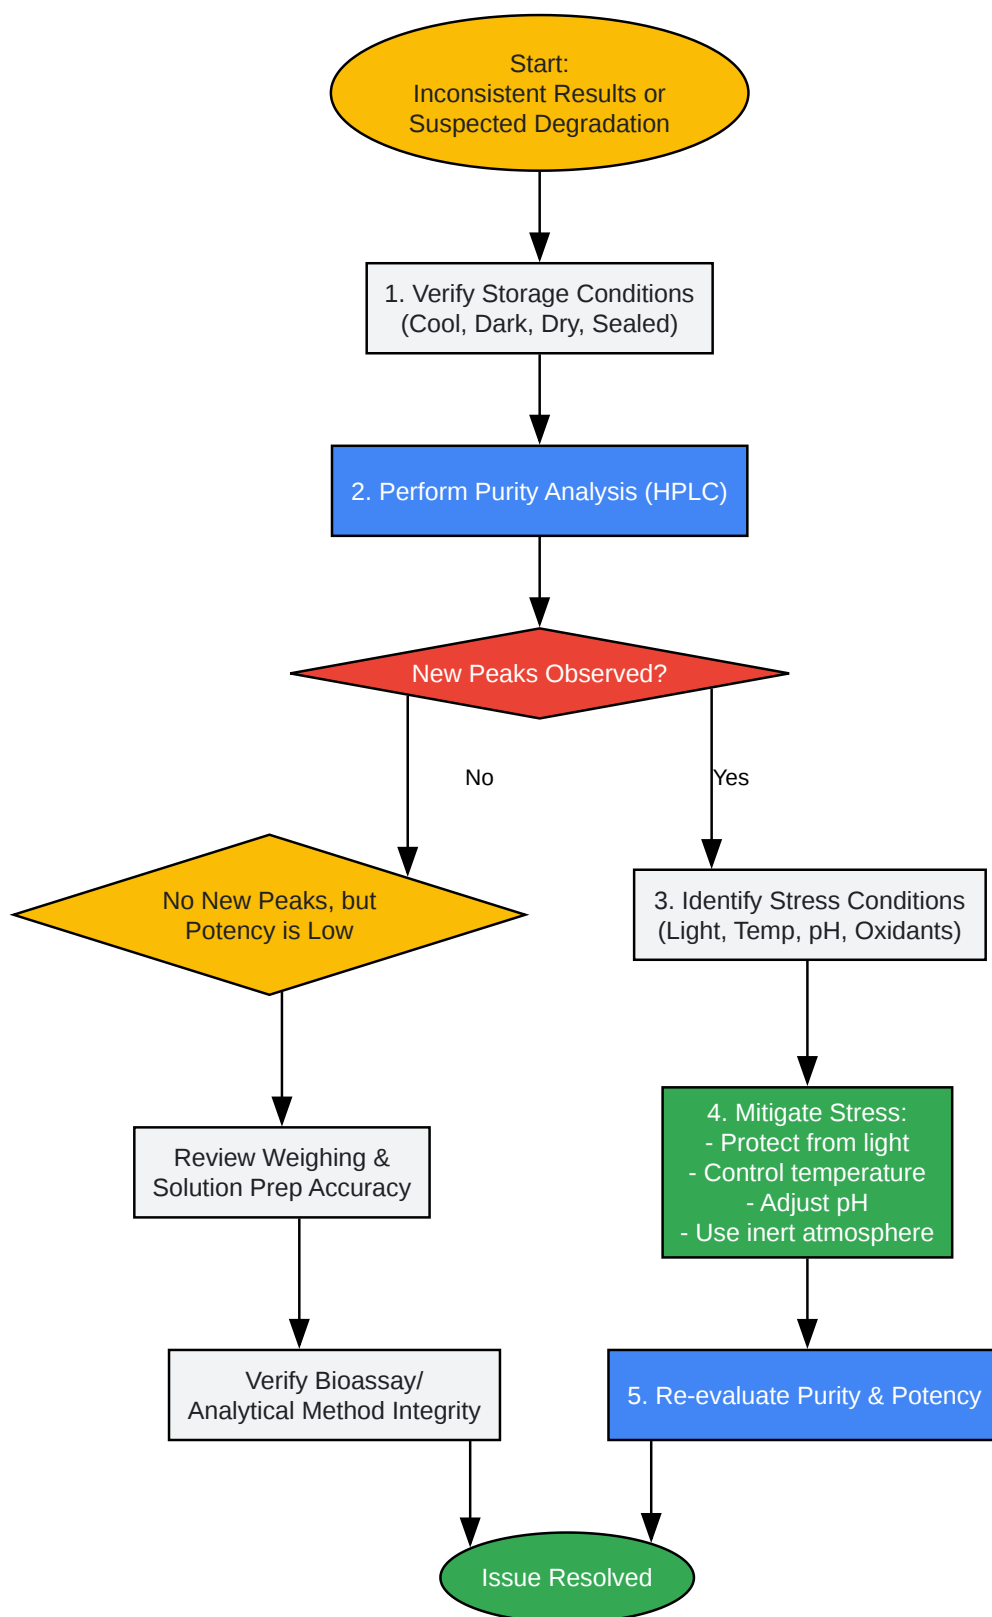 Start:
Inconsistent Results or
Suspected Degradation
1. Verify Storage Conditions
(Cool, Dark, Dry, Sealed)
2. Perform Purity Analysis (HPLC)
New Peaks Observed?
No
Yes
No New Peaks, but
Potency is Low
3. Identify Stress Conditions
(Light, Temp, pH, Oxidants)
Review Weighing &
Solution Prep Accuracy
4. Mitigate Stress:
- Protect from light
- Control temperature
- Adjust pH
- Use inert atmosphere
Verify Bioassay/
Analytical Method Integrity
5. Re-evaluate Purity & Potency
Issue Resolved